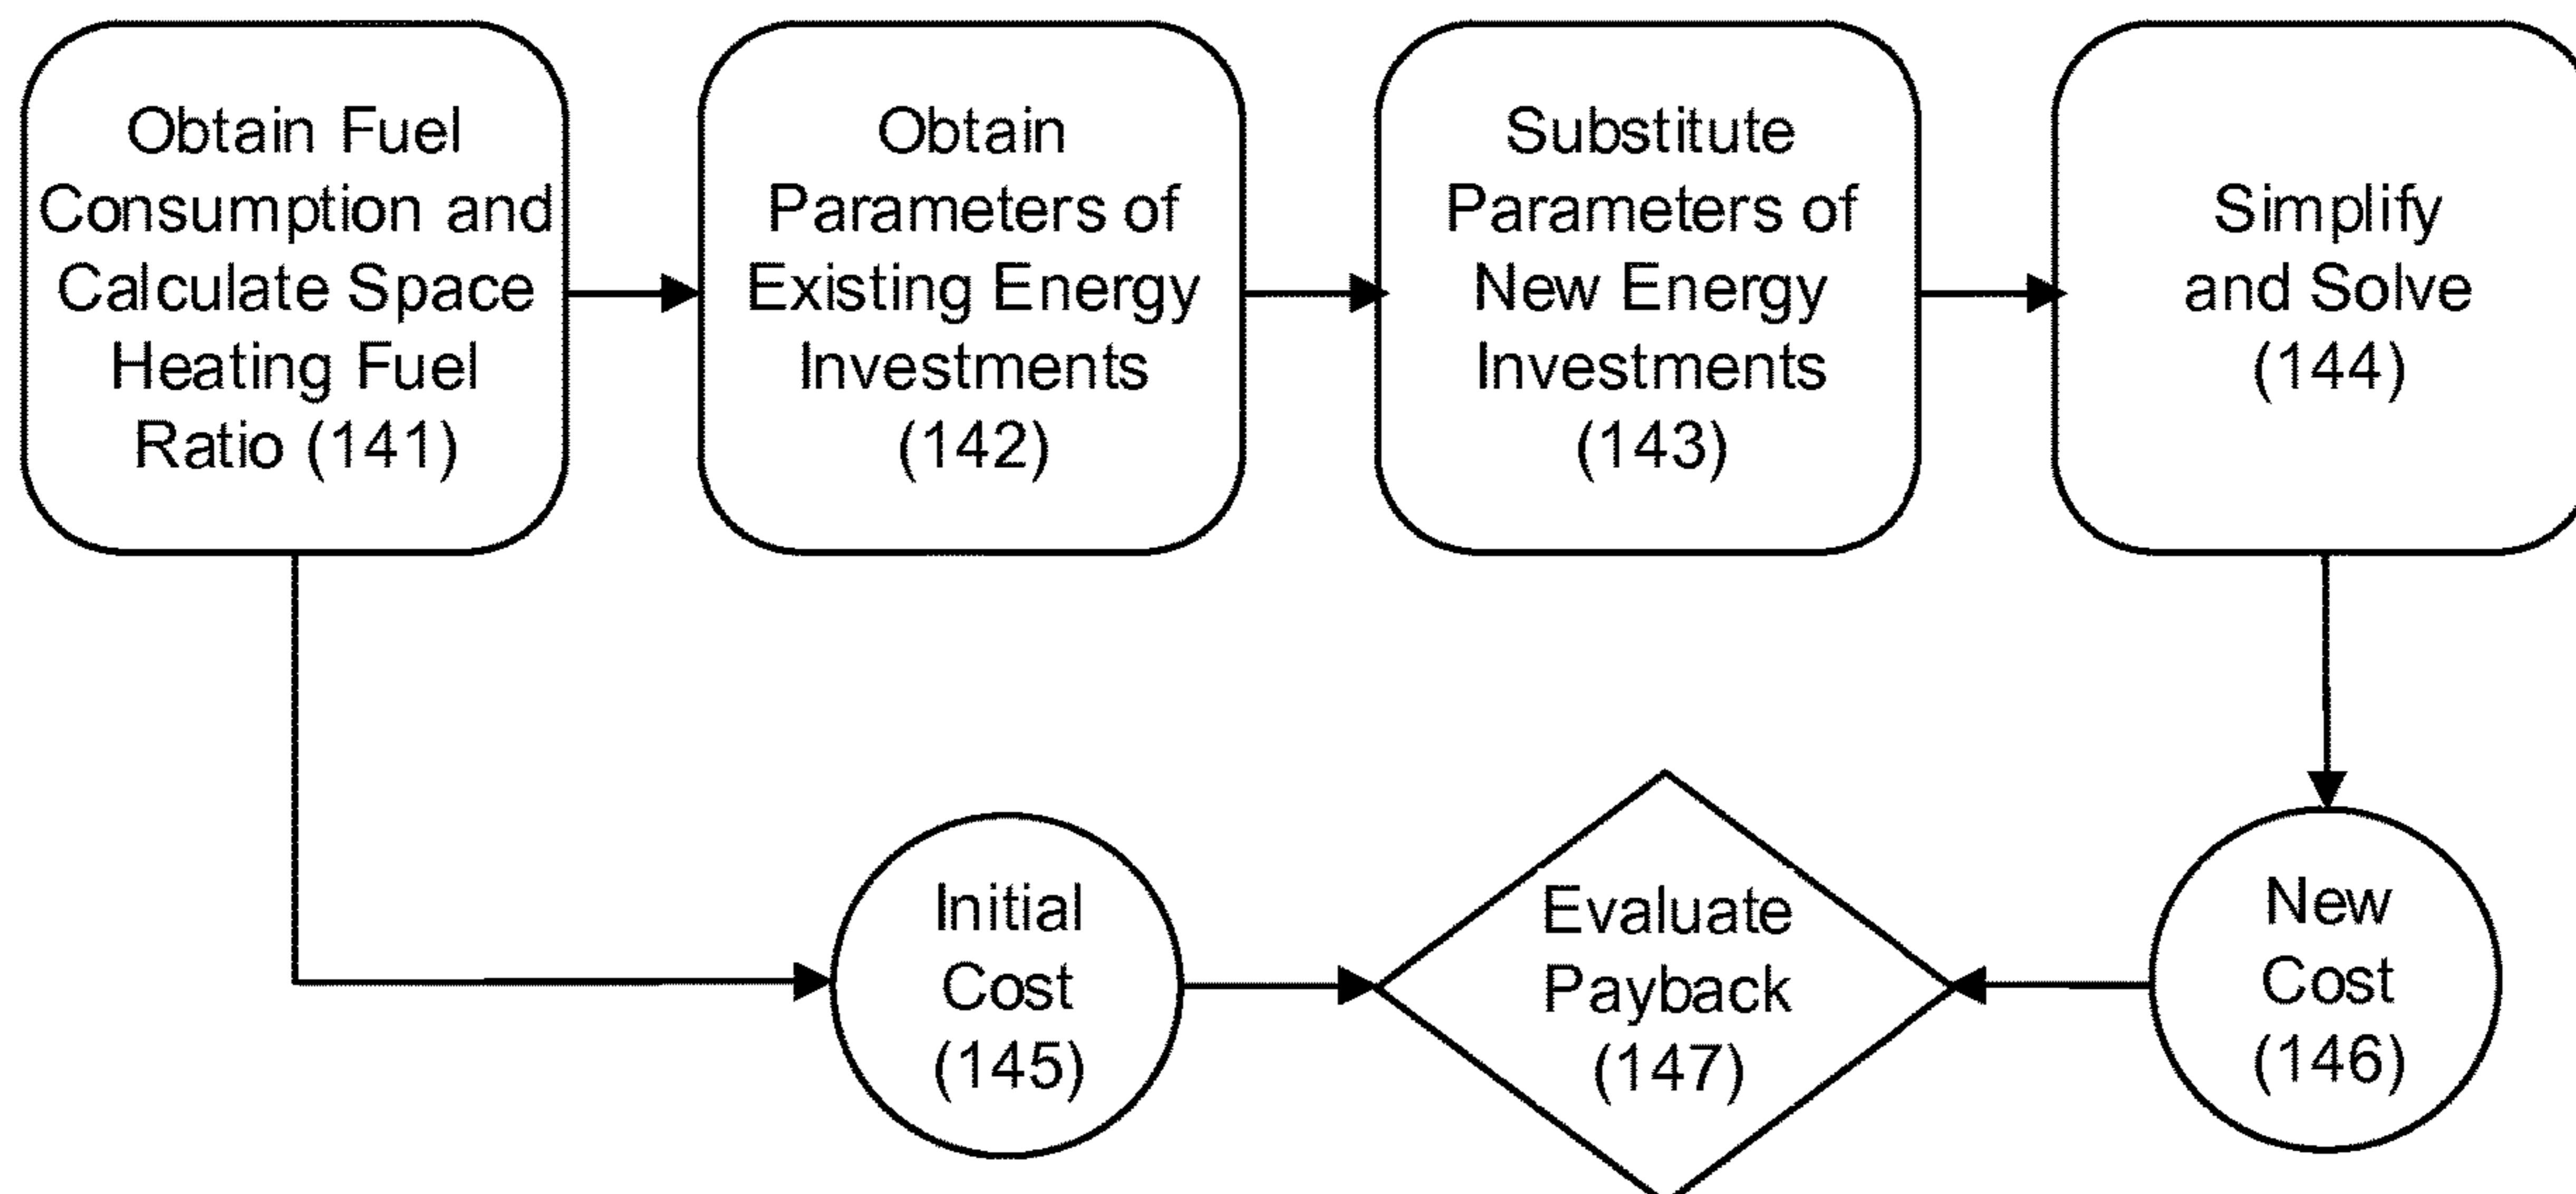 Obtain Fuel
Consumption and
Calculate Space
Heating Fuel
Ratio (141)
Obtain
Parameters of
Existing Energy
Investments
(142)
Substitute
Parameters of
New Energy
Investments
(143)
Simplify
and Solve
(144)
Initial
Cost
(145)
Evaluate
Payback
(147)
New
Cost
(146)